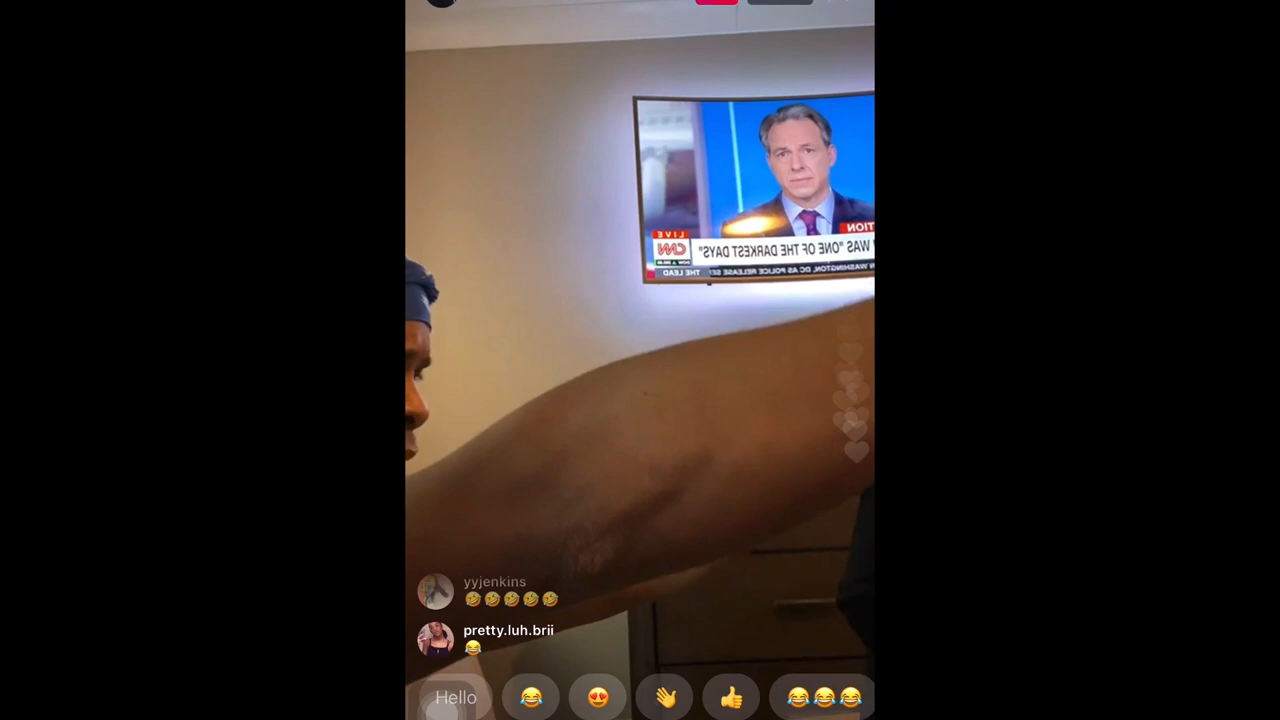 LIVE
CNN
TION
WAS "ONE OF THE DARKEST DAYS"
THE LEAD
N WASHINGTON, DC AS POLICE RELEASE
yyjenkins
🤣🤣🤣🤣🤣
pretty.luh.brii
😂
Hello
😂
😍
👋
👍
😂😂😂